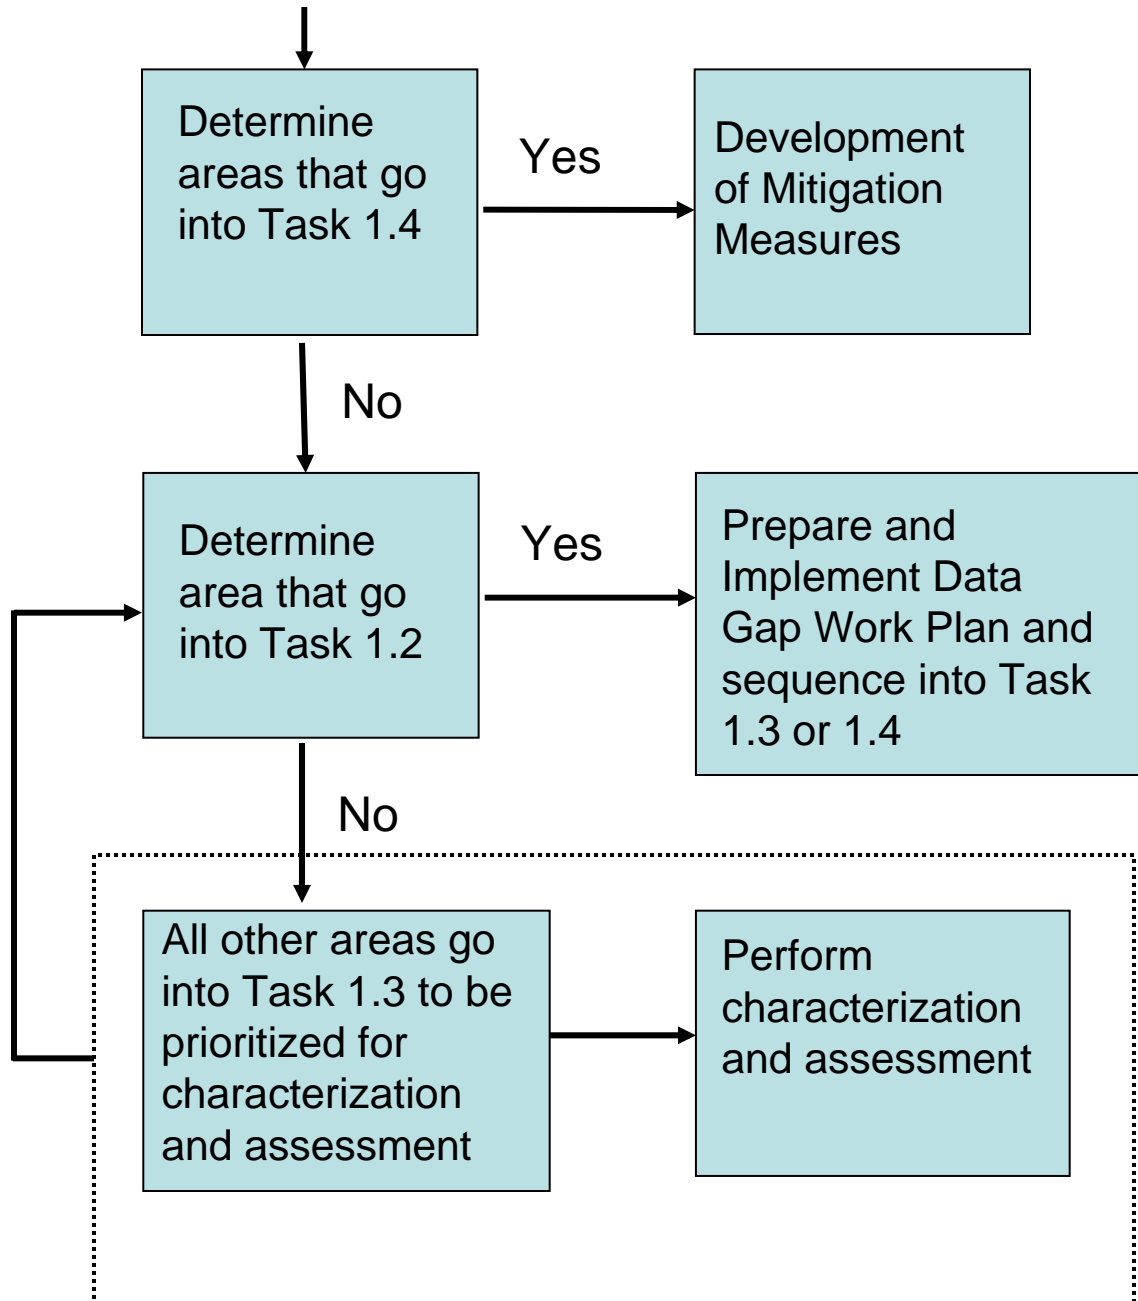 Determine
areas that go
into Task 1.4
Yes
Development
of Mitigation
Measures
No
Determine
area that go
into Task 1.2
Yes
Prepare and
Implement Data
Gap Work Plan and
sequence into Task
1.3 or 1.4
No
All other areas go
into Task 1.3 to be
prioritized for
characterization
and assessment
Perform
characterization
and assessment